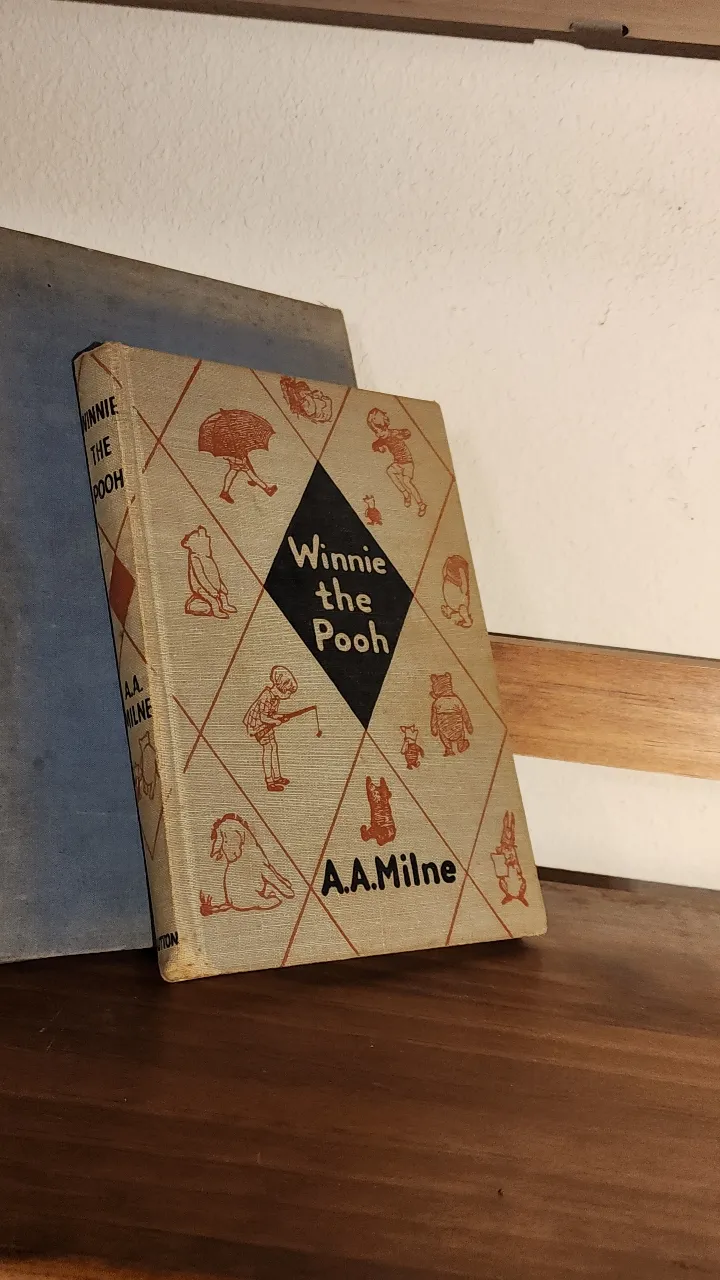 WINNIE
THE
POOH
A.A.
MILNE
Winnie
the
Pooh
A.A.Milne